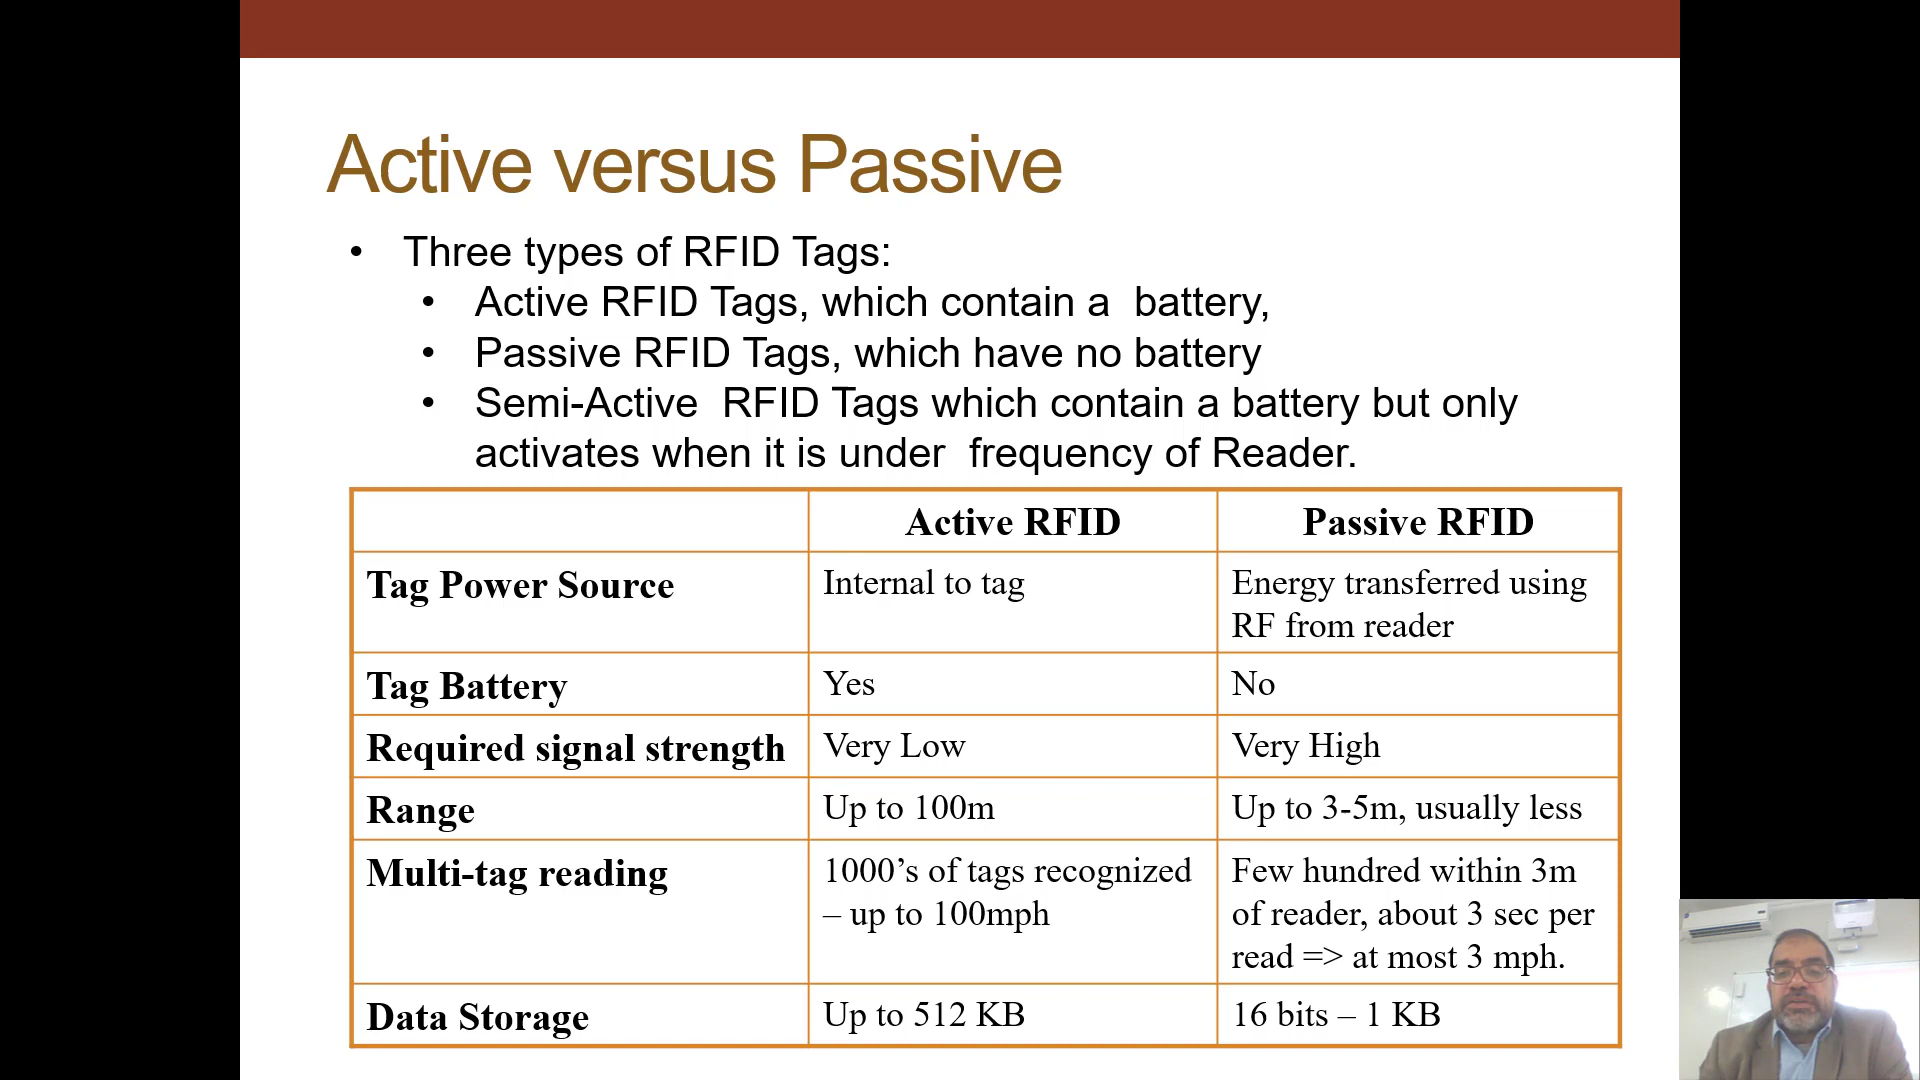 Active versus Passive
• Three types of RFID Tags:
• Active RFID Tags, which contain a  battery,
• Passive RFID Tags, which have no battery
• Semi-Active  RFID Tags which contain a battery but only
activates when it is under  frequency of Reader.
Active RFID Passive RFID
Tag Power Source Internal to tag Energy transferred using
RF from reader
Tag Battery Yes No
Required signal strength Very Low Very High
Range Up to 100m Up to 3-5m, usually less
Multi-tag reading 1000’s of tags recognized Few hundred within 3m
– up to 100mph of reader, about 3 sec per
read => at most 3 mph.
Data Storage Up to 512 KB 16 bits – 1 KB